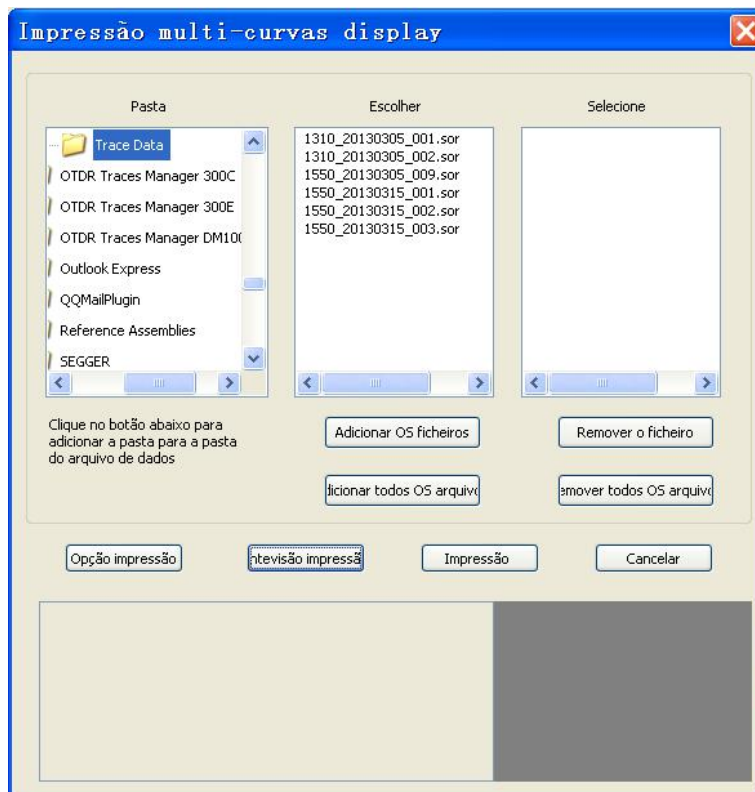 Impressão multi-curvas display
Pasta
Escolher
Selecione
Trace Data
OTDR Traces Manager 300C
OTDR Traces Manager 300E
OTDR Traces Manager DM10
Outlook Express
QQMailPlugin
Reference Assemblies
SEGGER
1310_20130305_001.sor
1310_20130305_002.sor
1550_20130305_009.sor
1550_20130315_001.sor
1550_20130315_002.sor
1550_20130315_003.sor
Clique no botão abaixo para
adicionar a pasta para a pasta
do arquivo de dados
Adicionar OS ficheiros
Remover o ficheiro
dicionar todos OS arquivo
emover todos OS arquivo
Opção impressão
ntevisão impressã
Impressão
Cancelar